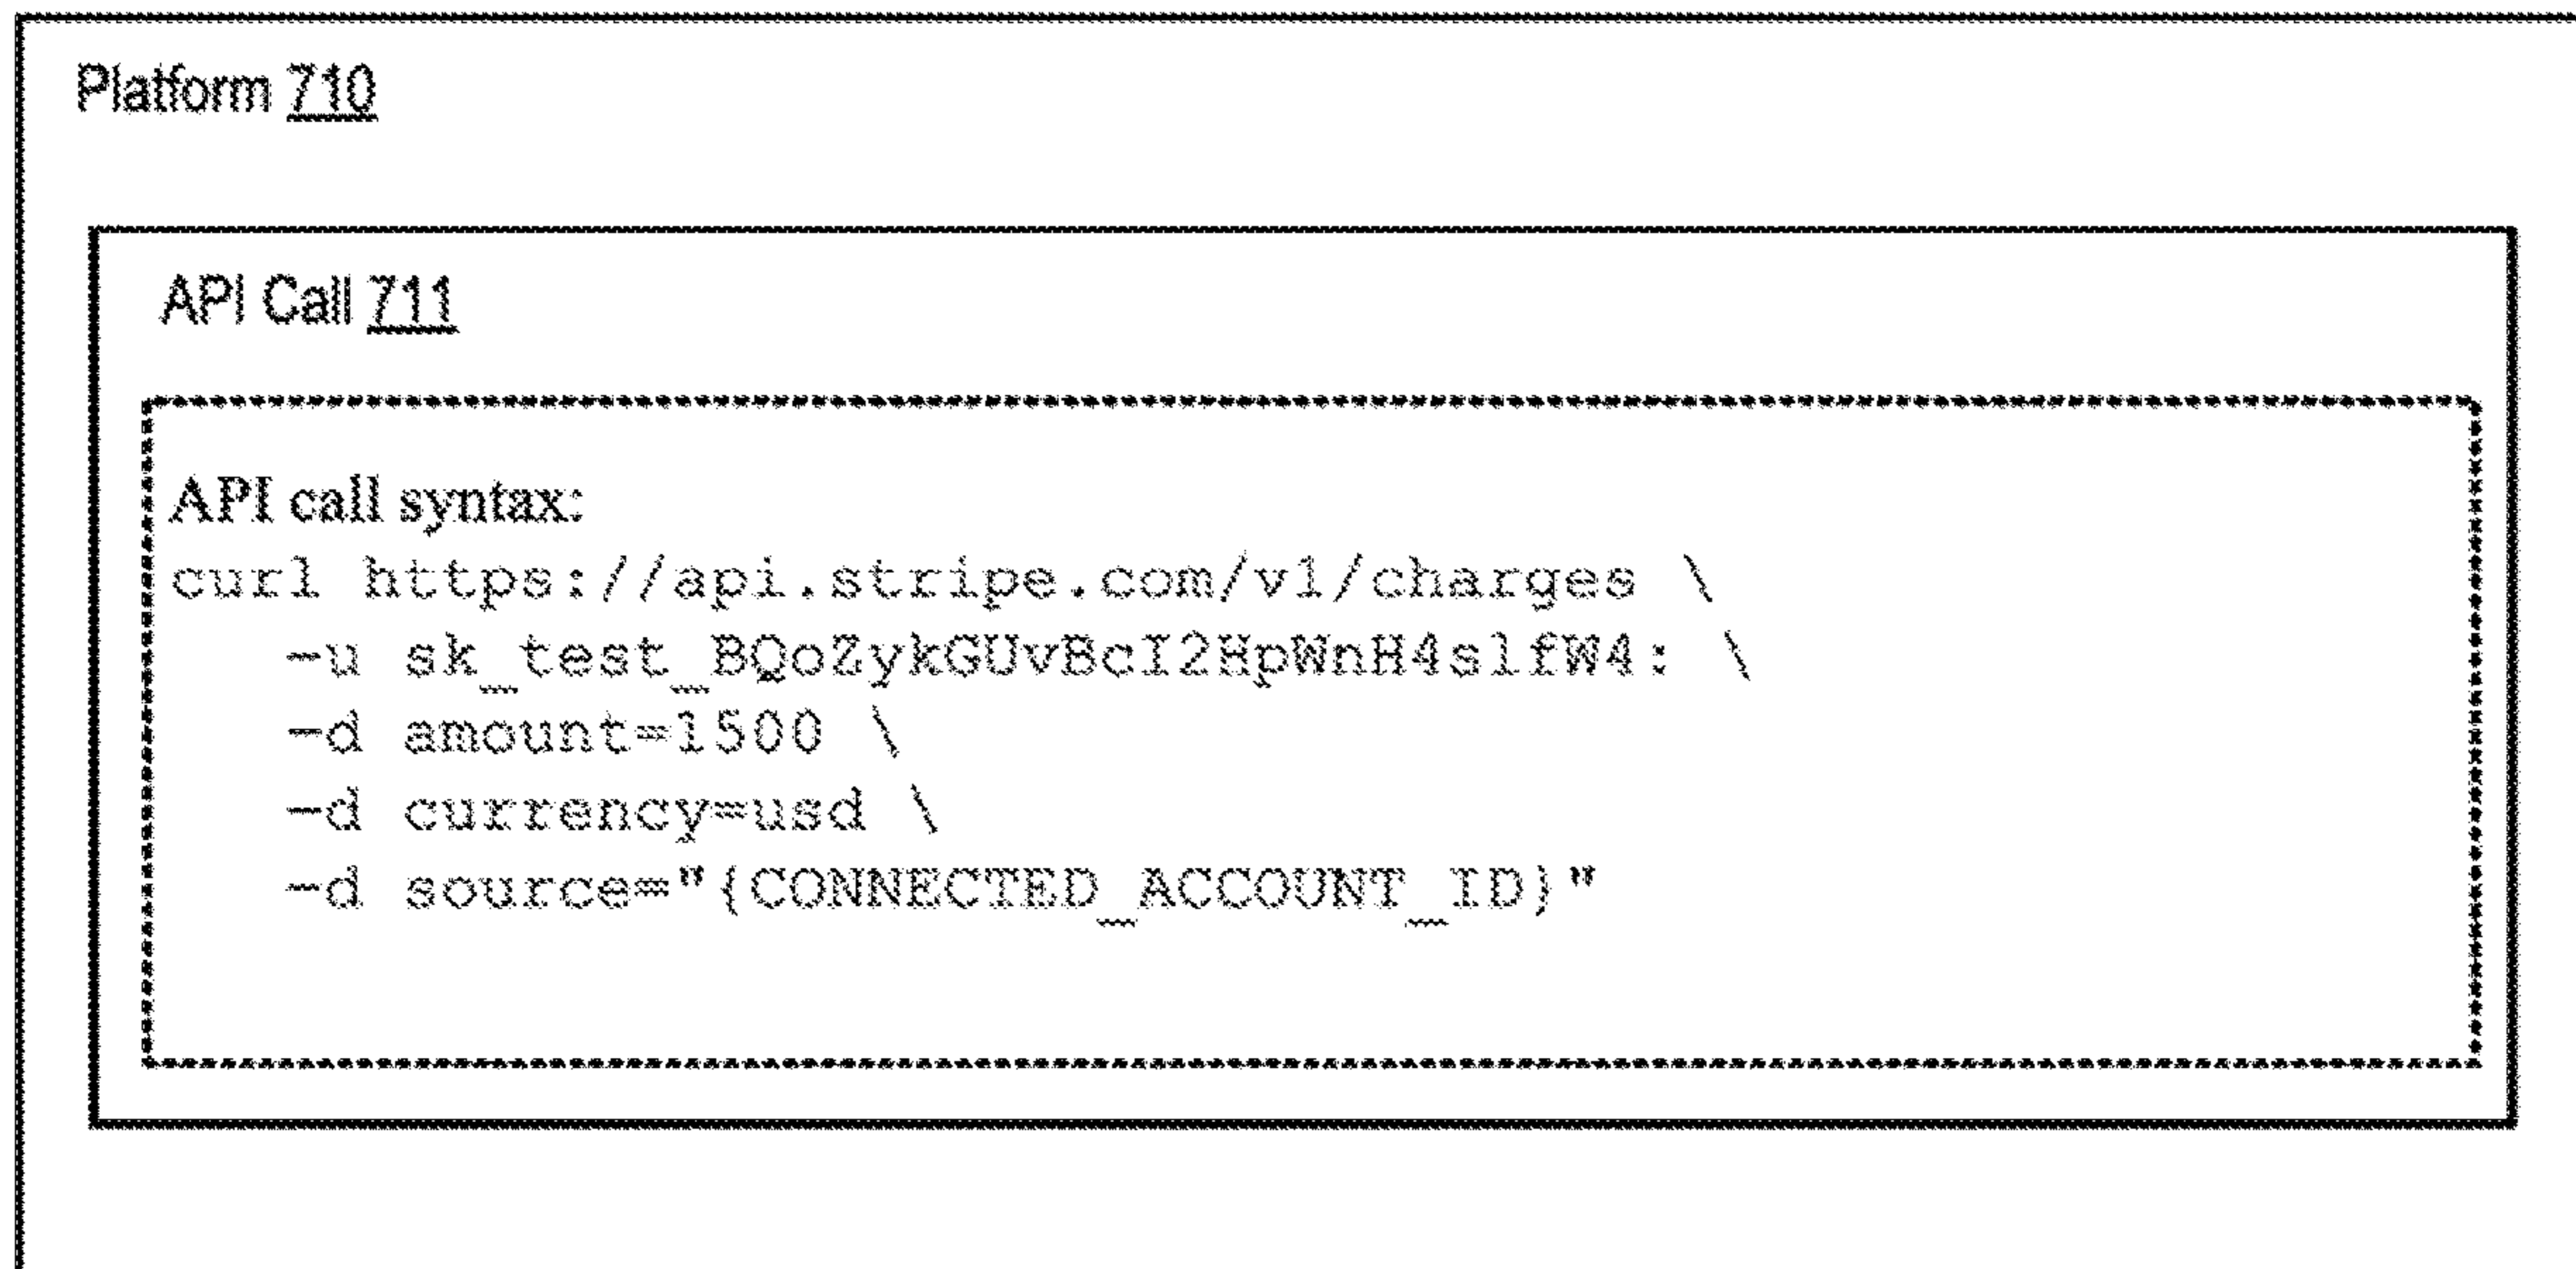 Platform 710
API Call 711
API call syntax:
curl https://api.stripe.com/v1/charges \
-u sk_test_BQoZykGUvBcI2HpWnH4slfW4: \
-d amount=1500 \
-d currency=usd \
-d source="{CONNECTED_ACCOUNT_ID}"